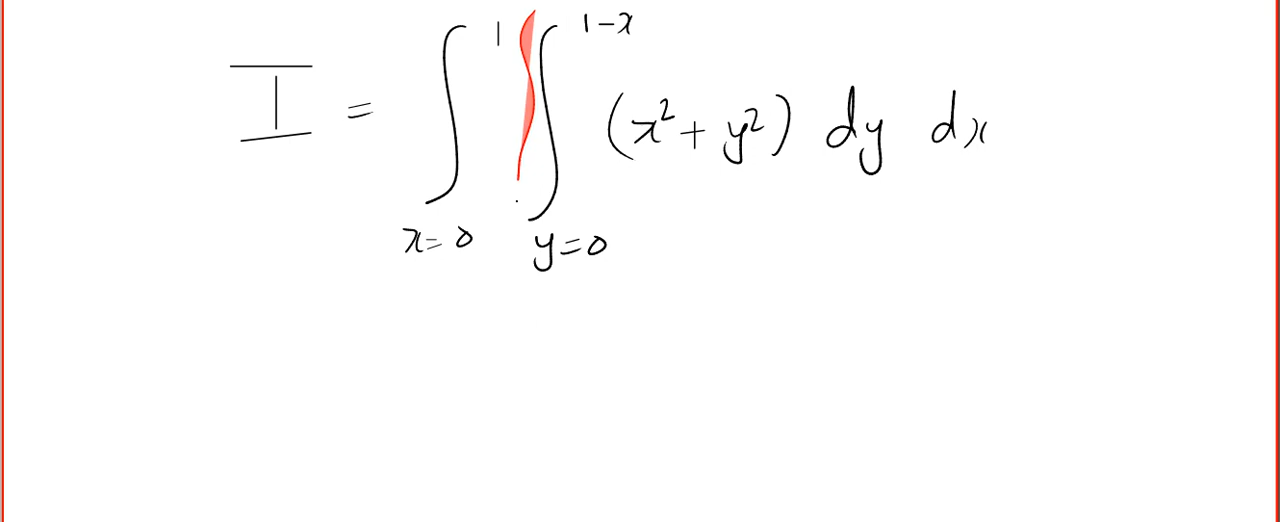 I = ∫_{x=0}^{1} ∫_{y=0}^{1-x} (x² + y²) dy dx